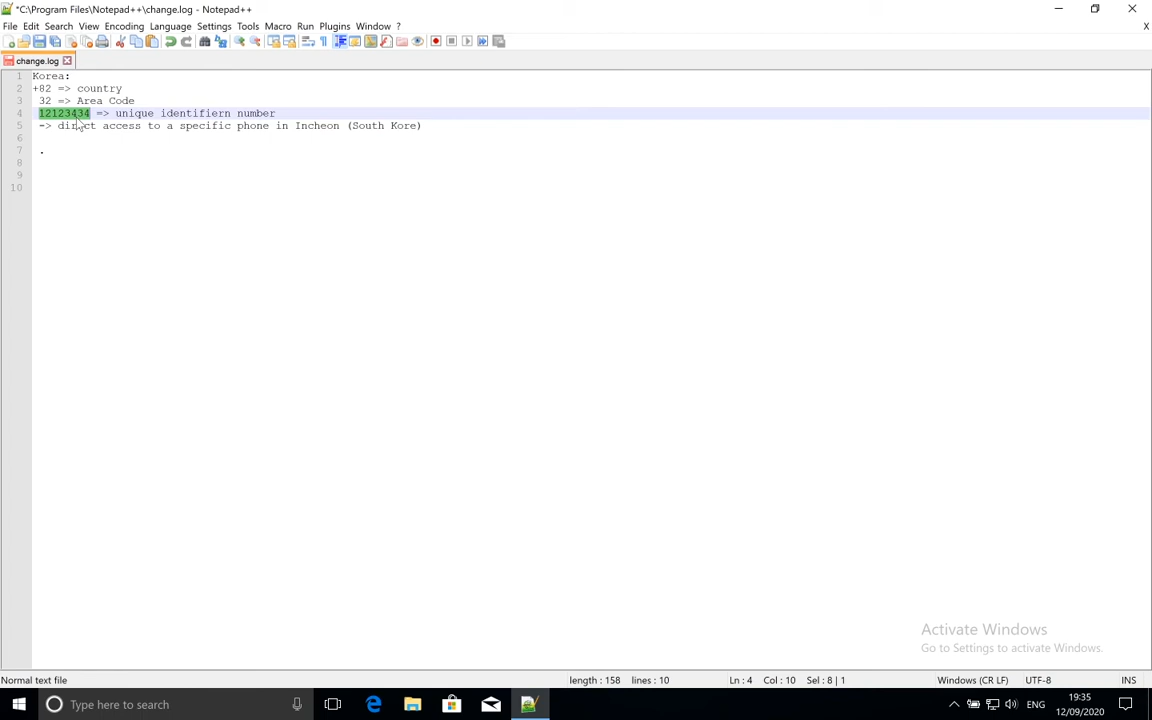 *C:\Program Files\Notepad++\change.log - Notepad++
File Edit Search View Encoding Language Settings Tools Macro Run Plugins Window ?
X
change.log
1 Korea:
2 +82 => country
3 32 => Area Code
4 12123434 => unique identifiern number
5 -> direct access to a specific phone in Incheon (South Kore)
6
7 .
8
9
10
Activate Windows
Go to Settings to activate Windows.
Normal text file length : 158 lines : 10 Ln : 4 Col : 10 Sel : 8 | 1 Windows (CR LF) UTF-8 INS
Type here to search
ENG
19:35
12/09/2020